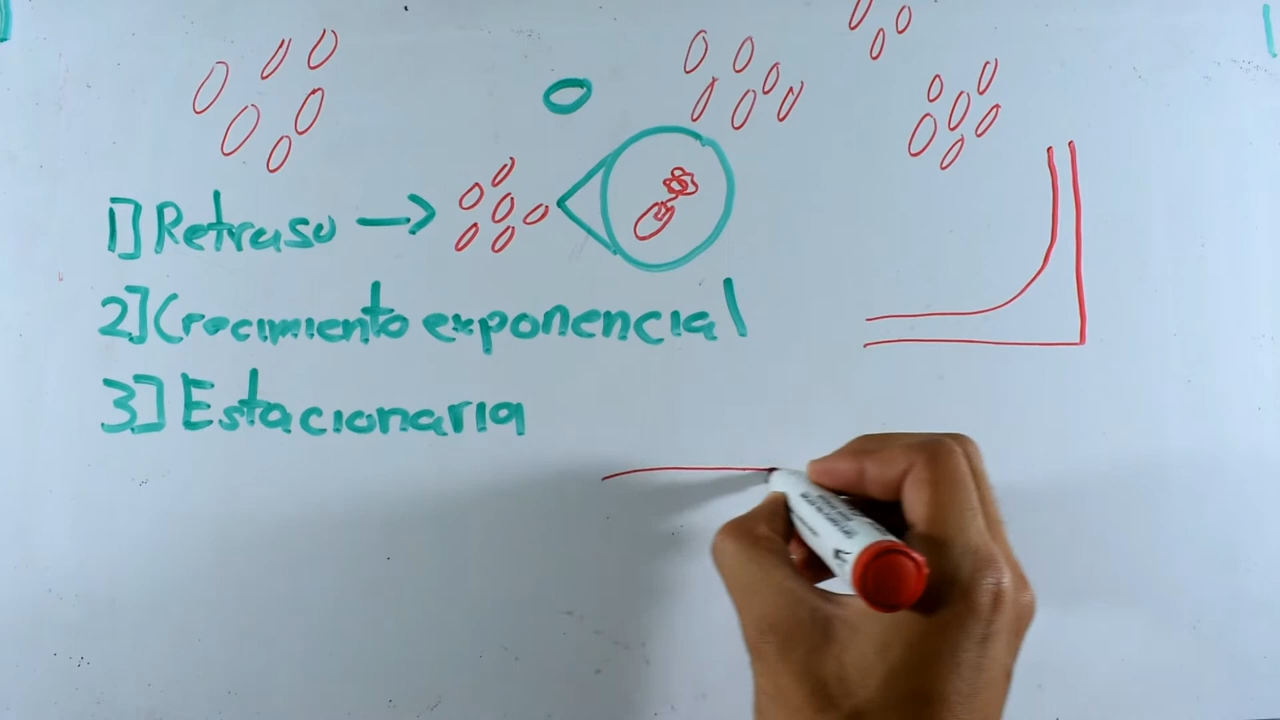 1] Retraso →
2] Crecimiento exponencial
3] Estacionaria